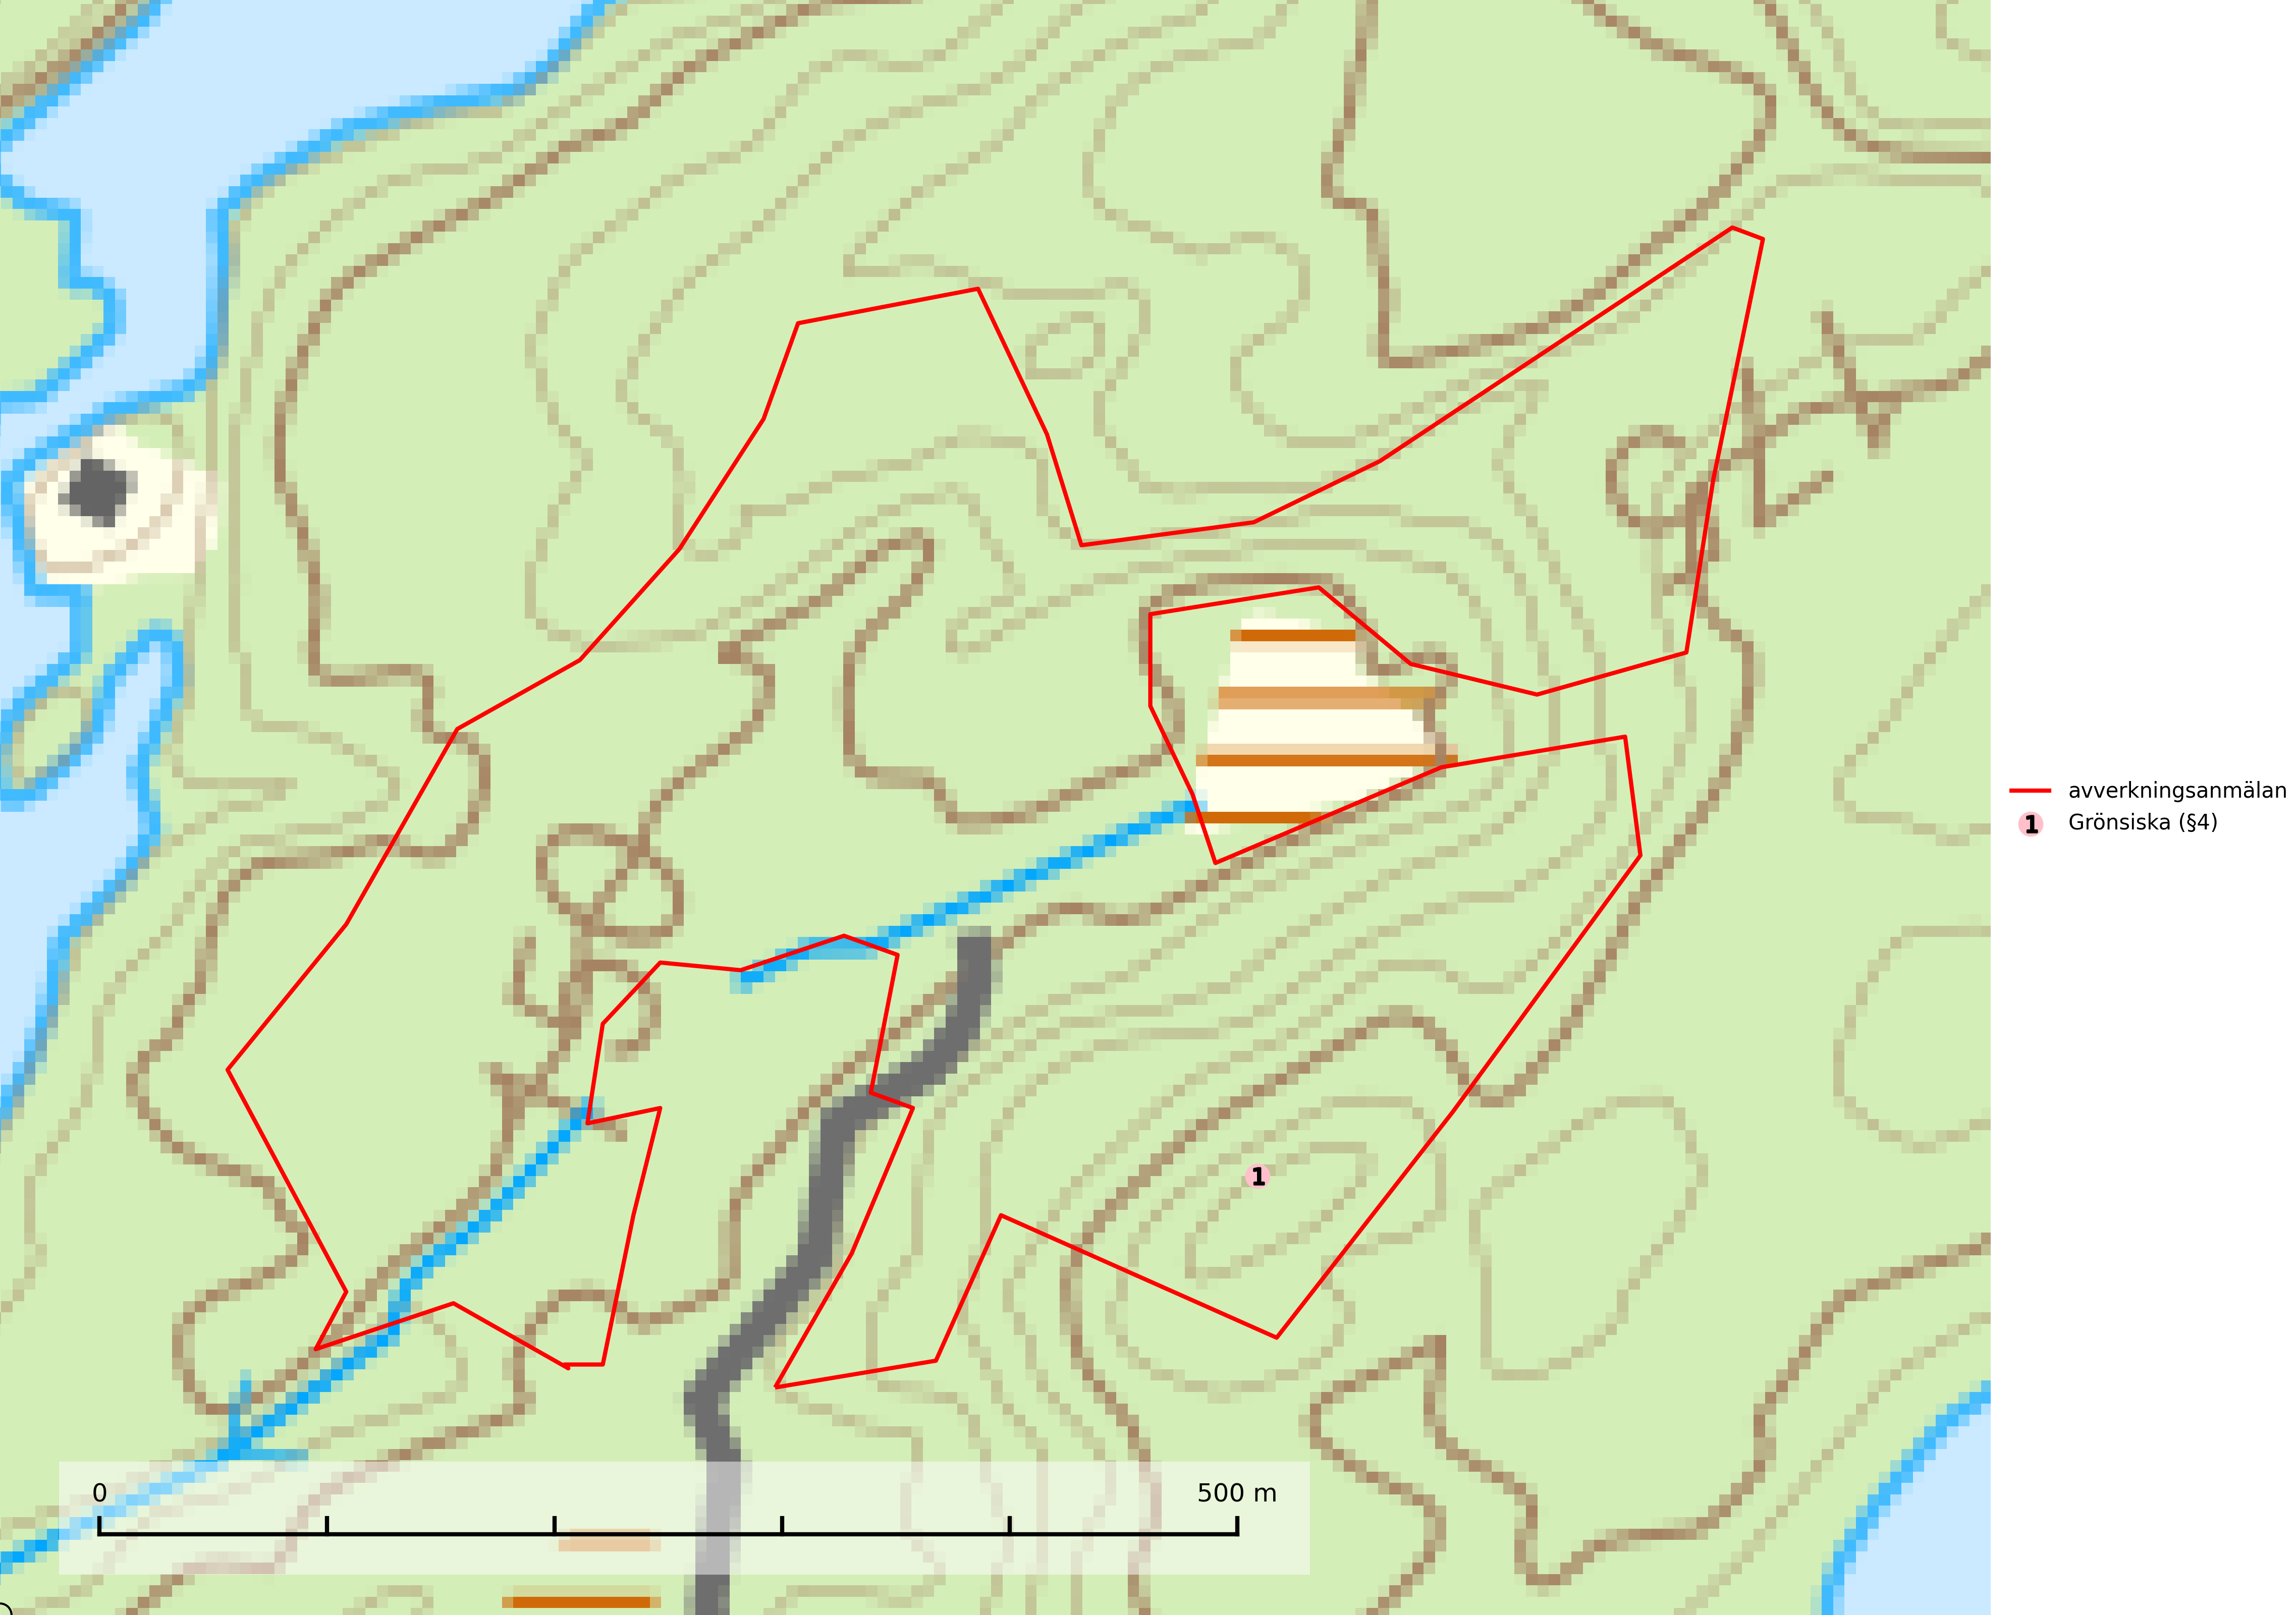 avverkningsanmälan
1 Grönsiska (§4)
1
0 500 m